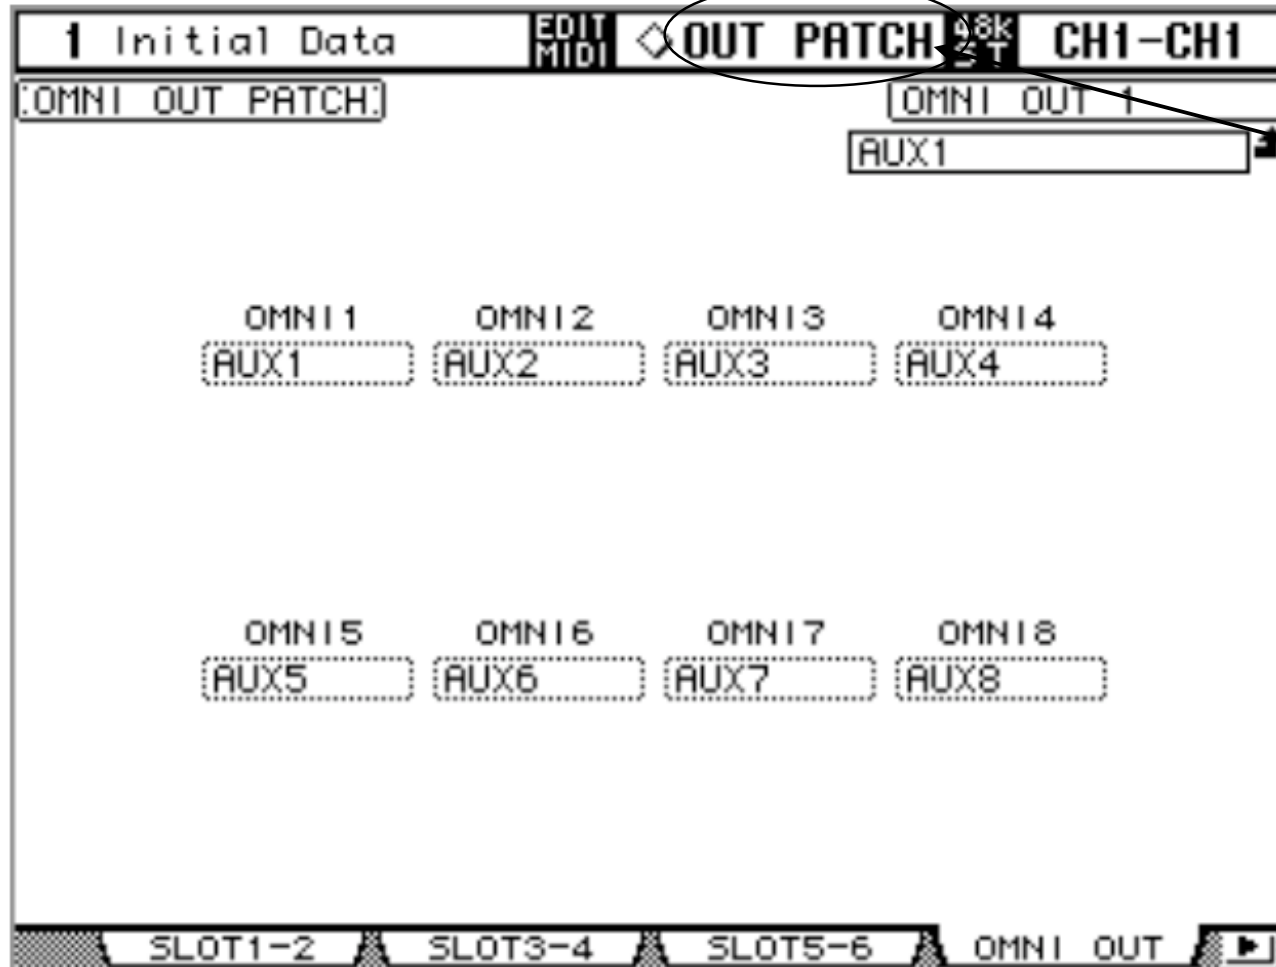 1 Initial Data EDIT MIDI OUT PATCH 48k ST CH1-CH1
OMNI OUT PATCH OMNI OUT 1
AUX1
OMNI1 OMNI2 OMNI3 OMNI4
AUX1 AUX2 AUX3 AUX4
OMNI5 OMNI6 OMNI7 OMNI8
AUX5 AUX6 AUX7 AUX8
SLOT1-2 SLOT3-4 SLOT5-6 OMNI OUT